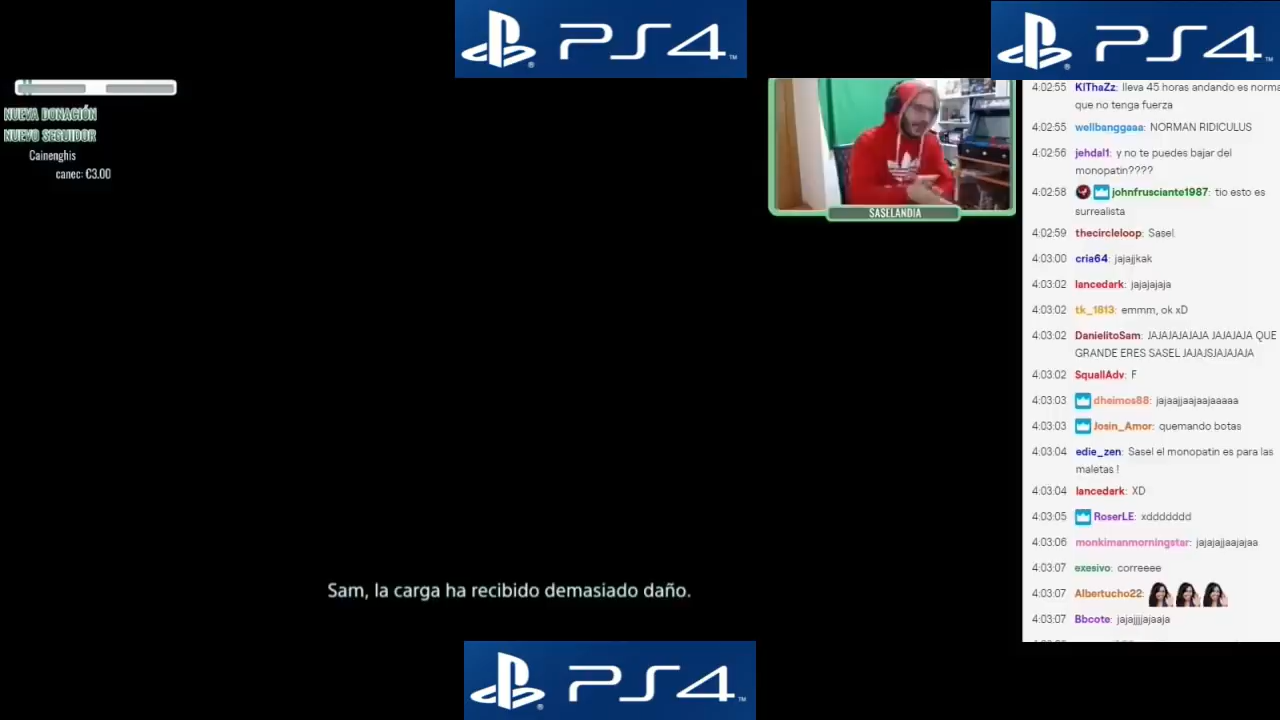 PS4™
PS4™
NUEVA DONACIÓN
NUEVO SEGUIDOR
Cainenghis
canec: €3.00
SASELANDIA
4:02:55 KIThaZz: lleva 45 horas andando es norma
que no tenga fuerza
4:02:55 wellbanggaaa: NORMAN RIDICULUS
4:02:56 jehdal1: y no te puedes bajar del
monopatin????
4:02:58 johnfrusciante1987: tio esto es
surrealista
4:02:59 thecircleloop: Sasel
4:03:00 cria64: jajajjkak
4:03:02 lancedark: jajajajaja
4:03:02 tk_1813: emmm, ok xD
4:03:02 DanielitoSam: JAJAJAJAJAJA JAJAJAJA QUE
GRANDE ERES SASEL JAJAJSJAJAJAJA
4:03:02 SquallAdv: F
4:03:03 dheimos88: jajaajjaajaajaaaaa
4:03:03 Josin_Amor: quemando botas
4:03:04 edie_zen: Sasel el monopatin es para las
maletas !
4:03:04 lancedark: XD
4:03:05 RoserLE: xddddddd
4:03:06 monkimanmorningstar: jajajajjaajajaa
4:03:07 exesivo: correeee
4:03:07 Albertucho22:
4:03:07 Bbcote: jajajjjjajaaja
Sam, la carga ha recibido demasiado daño.
PS4™